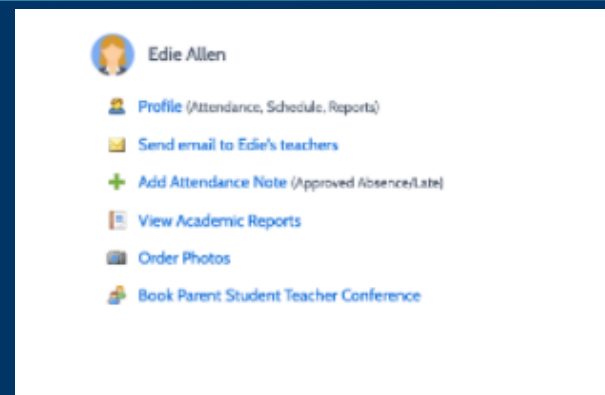 Edie Allen
Profile (Attendance, Schedule, Reports)
Send email to Edie's teachers
Add Attendance Note (Approved Absence/Late)
View Academic Reports
Order Photos
Book Parent Student Teacher Conference